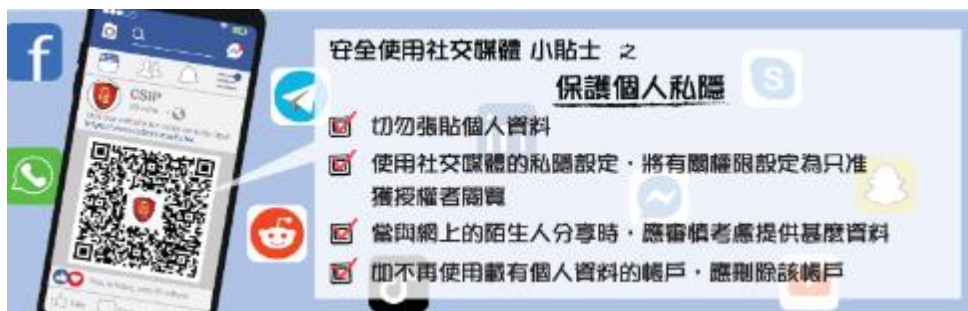 安全使用社交媒體 小貼士 之
保護個人私隱
切勿張貼個人資料
使用社交媒體的私隱設定，將有關權限設定為只准
獲授權者閱覽
當與網上的陌生人分享時，應審慎考慮提供甚麼資料
如不再使用載有個人資料的帳戶，應刪除該帳戶
CSIP
Like